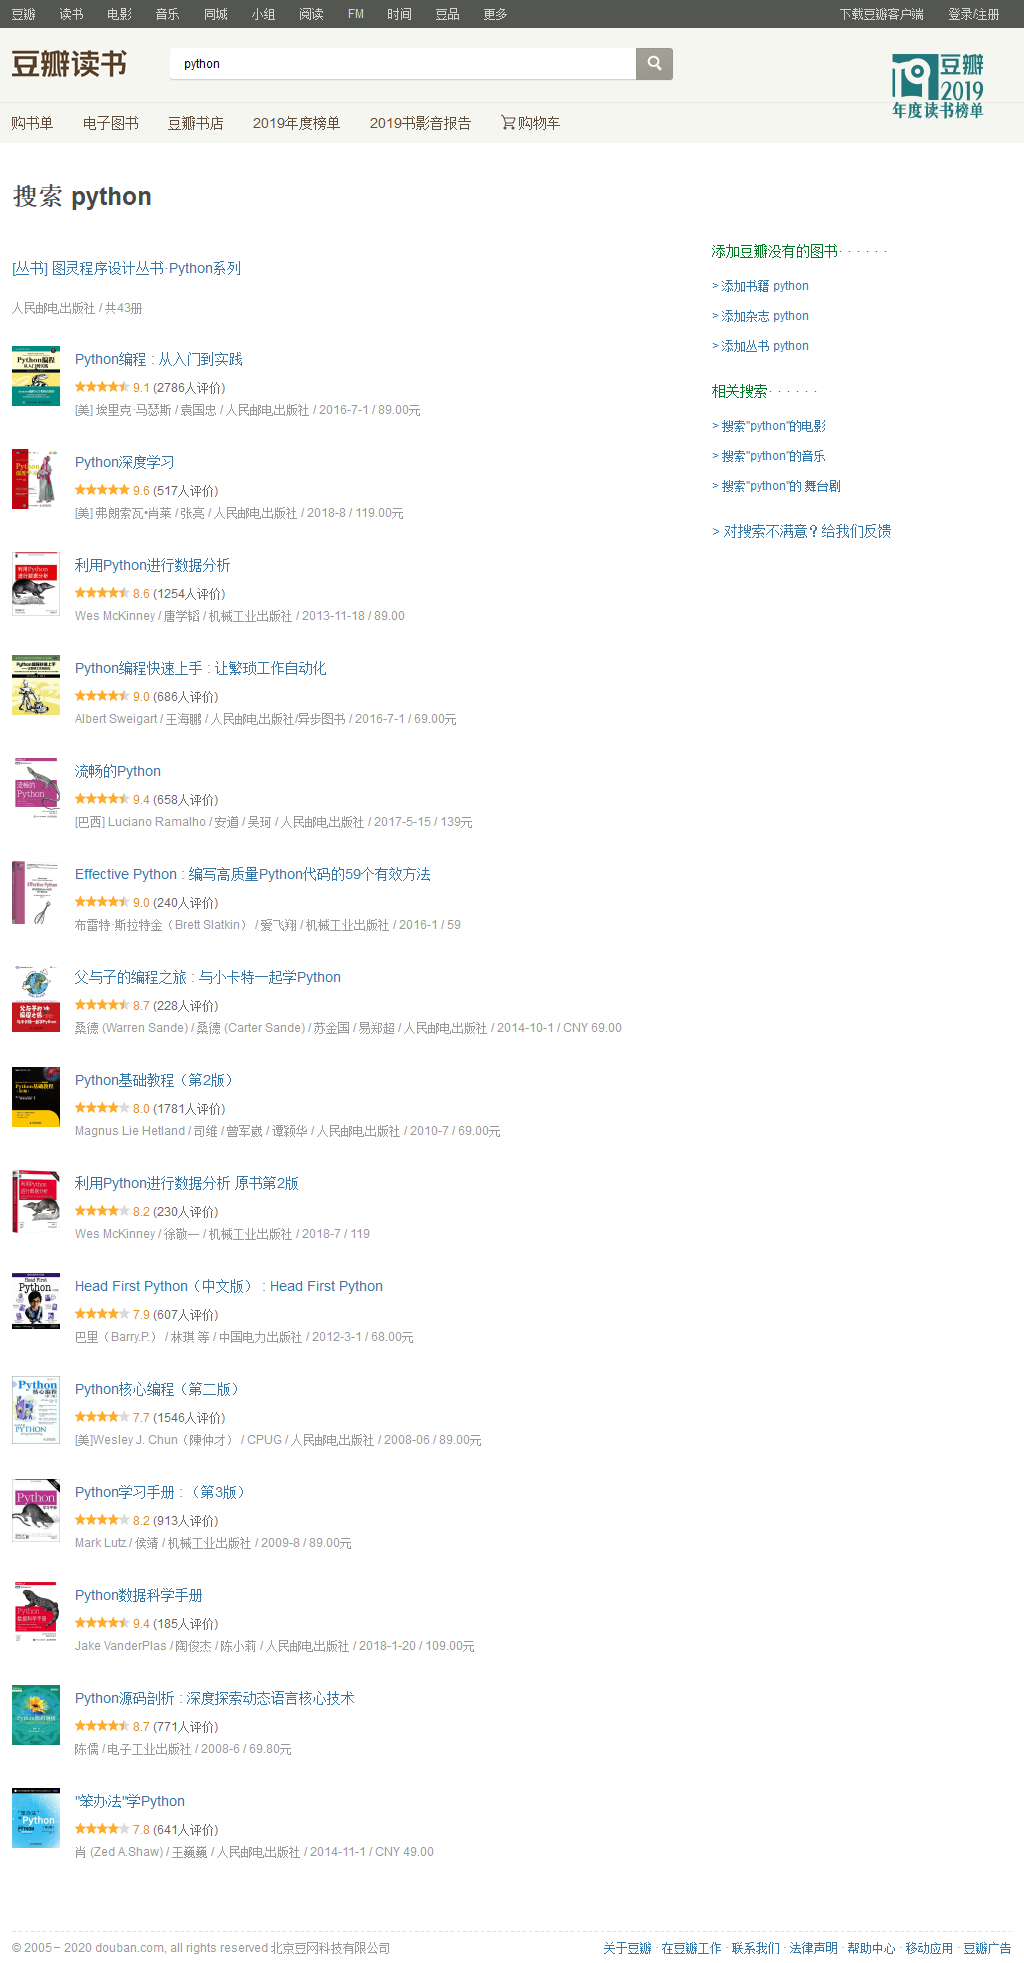 豆瓣 读书 电影 音乐 同城 小组 阅读 FM 时间 豆品 更多 下载豆瓣客户端 登录/注册
豆瓣读书
python
豆瓣
2019
年度读书榜单
购书单 电子图书 豆瓣书店 2019年度榜单 2019书影音报告 购物车
搜索 python
[丛书] 图灵程序设计丛书·Python系列
人民邮电出版社 / 共43册
Python编程 : 从入门到实践
9.1 (2786人评价)
[美] 埃里克·马瑟斯 / 袁国忠 / 人民邮电出版社 / 2016-7-1 / 89.00元
Python深度学习
9.6 (517人评价)
[美] 弗朗索瓦•肖莱 / 张亮 / 人民邮电出版社 / 2018-8 / 119.00元
利用Python进行数据分析
8.6 (1254人评价)
Wes McKinney / 唐学韬 / 机械工业出版社 / 2013-11-18 / 89.00
Python编程快速上手 : 让繁琐工作自动化
9.0 (686人评价)
Albert Sweigart / 王海鹏 / 人民邮电出版社/异步图书 / 2016-7-1 / 69.00元
流畅的Python
9.4 (658人评价)
[巴西] Luciano Ramalho / 安道 / 吴珂 / 人民邮电出版社 / 2017-5-15 / 139元
Effective Python : 编写高质量Python代码的59个有效方法
9.0 (240人评价)
布雷特·斯拉特金（Brett Slatkin） / 爱飞翔 / 机械工业出版社 / 2016-1 / 59
父与子的编程之旅 : 与小卡特一起学Python
8.7 (228人评价)
桑德 (Warren Sande) / 桑德 (Carter Sande) / 苏金国 / 易郑超 / 人民邮电出版社 / 2014-10-1 / CNY 69.00
Python基础教程（第2版）
8.0 (1781人评价)
Magnus Lie Hetland / 司维 / 曾军崴 / 谭颖华 / 人民邮电出版社 / 2010-7 / 69.00元
利用Python进行数据分析 原书第2版
8.2 (230人评价)
Wes McKinney / 徐敬一 / 机械工业出版社 / 2018-7 / 119
Head First Python（中文版） : Head First Python
7.9 (607人评价)
巴里（Barry.P.） / 林琪 等 / 中国电力出版社 / 2012-3-1 / 68.00元
Python核心编程（第二版）
7.7 (1546人评价)
[美]Wesley J. Chun（陳仲才） / CPUG / 人民邮电出版社 / 2008-06 / 89.00元
Python学习手册 : （第3版）
8.2 (913人评价)
Mark Lutz / 侯靖 / 机械工业出版社 / 2009-8 / 89.00元
Python数据科学手册
9.4 (185人评价)
Jake VanderPlas / 陶俊杰 / 陈小莉 / 人民邮电出版社 / 2018-1-20 / 109.00元
Python源码剖析 : 深度探索动态语言核心技术
8.7 (771人评价)
陈儒 / 电子工业出版社 / 2008-6 / 69.80元
"笨办法"学Python
7.8 (641人评价)
肖 (Zed A.Shaw) / 王巍巍 / 人民邮电出版社 / 2014-11-1 / CNY 49.00
添加豆瓣没有的图书· · · · · ·
> 添加书籍 python
> 添加杂志 python
> 添加丛书 python
相关搜索· · · · · ·
> 搜索"python"的电影
> 搜索"python"的音乐
> 搜索"python"的 舞台剧
> 对搜索不满意？给我们反馈
© 2005－2020 douban.com, all rights reserved 北京豆网科技有限公司 关于豆瓣 · 在豆瓣工作 · 联系我们 · 法律声明 · 帮助中心 · 移动应用 · 豆瓣广告